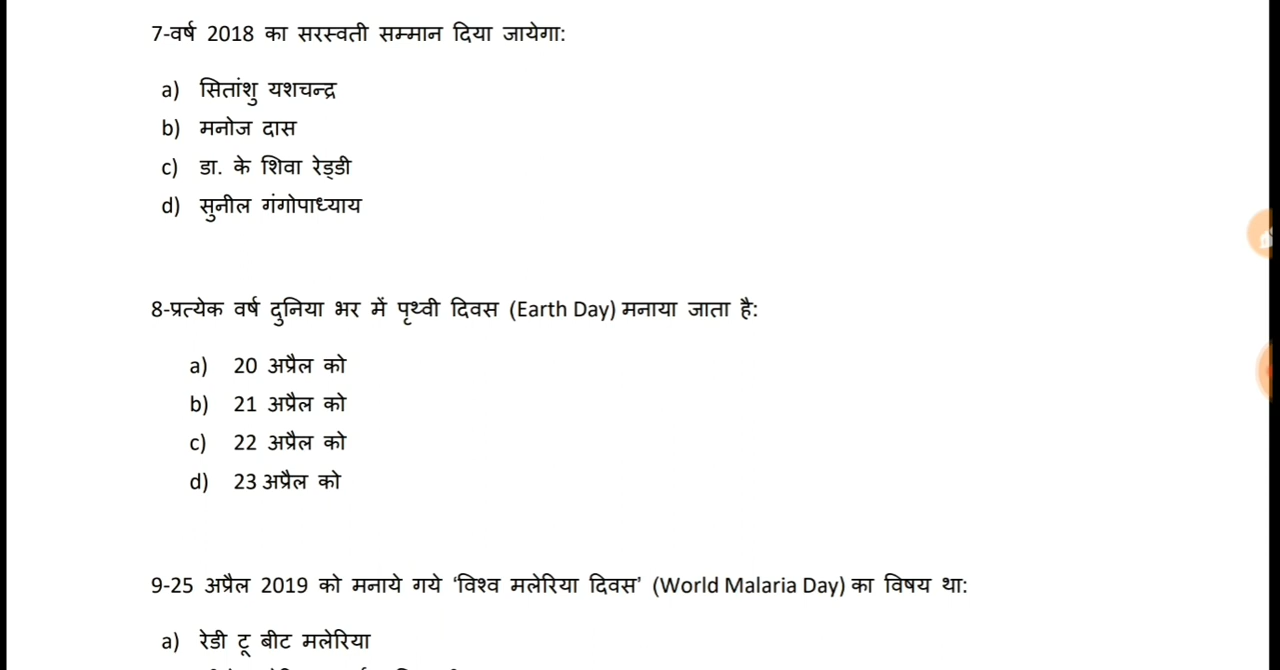 7-वर्ष 2018 का सरस्वती सम्मान दिया जायेगा:
a) सितांशु यशचन्द्र
b) मनोज दास
c) डा. के शिवा रेड्डी
d) सुनील गंगोपाध्याय
8-प्रत्येक वर्ष दुनिया भर में पृथ्वी दिवस (Earth Day) मनाया जाता है:
a) 20 अप्रैल को
b) 21 अप्रैल को
c) 22 अप्रैल को
d) 23 अप्रैल को
9-25 अप्रैल 2019 को मनाये गये ‘विश्व मलेरिया दिवस’ (World Malaria Day) का विषय था:
a) रेडी टू बीट मलेरिया